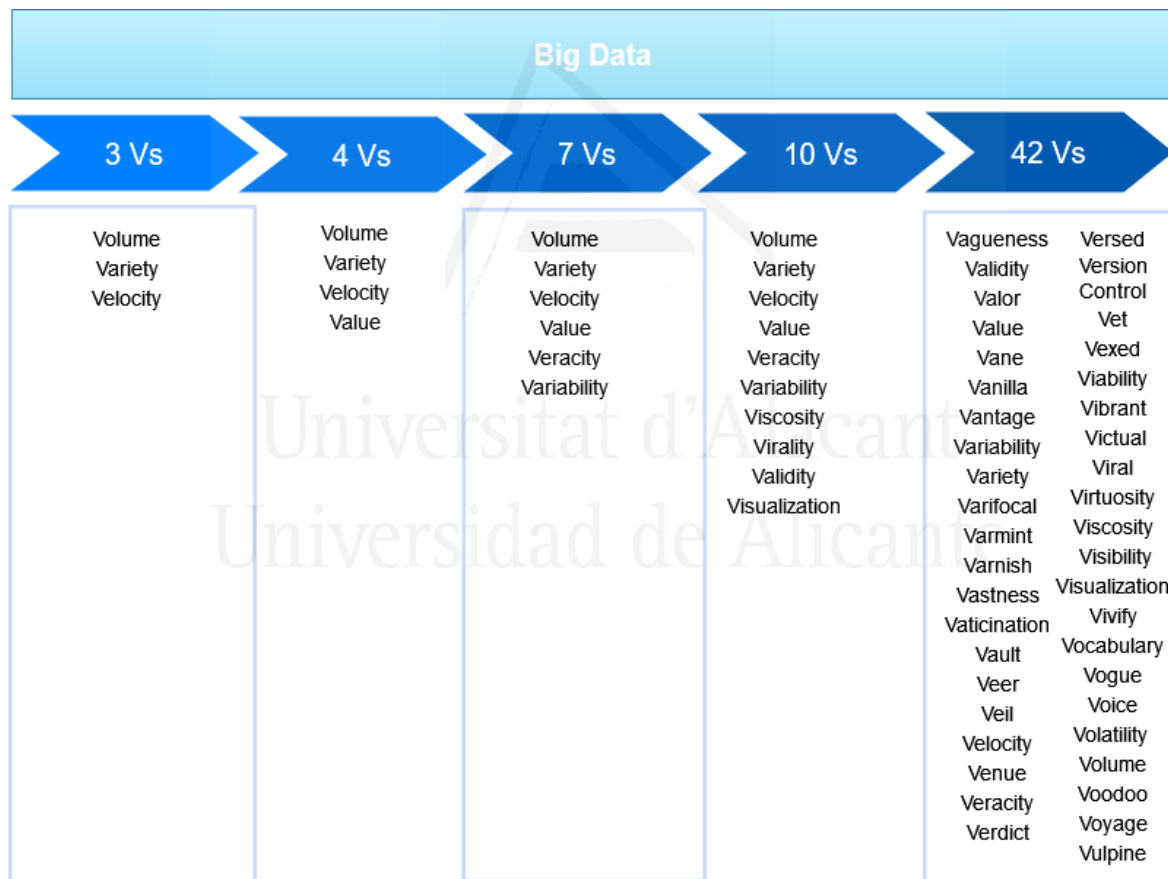 Big Data
3 Vs
4 Vs
7 Vs
10 Vs
42 Vs
Volume
Variety
Velocity
Volume
Variety
Velocity
Value
Volume
Variety
Velocity
Value
Veracity
Variability
Volume
Variety
Velocity
Value
Veracity
Variability
Viscosity
Virality
Validity
Visualization
Vagueness
Validity
Valor
Value
Vane
Vanilla
Vantage
Variability
Variety
Varifocal
Varmint
Varnish
Vastness
Vaticination
Vault
Veer
Veil
Velocity
Venue
Veracity
Verdict
Versed
Version
Control
Vet
Vexed
Viability
Vibrant
Victual
Viral
Virtuosity
Viscosity
Visibility
Visualization
Vivify
Vocabulary
Vogue
Voice
Volatility
Volume
Voodoo
Voyage
Vulpine
Universitat d'Alicant
Universidad de Alicante